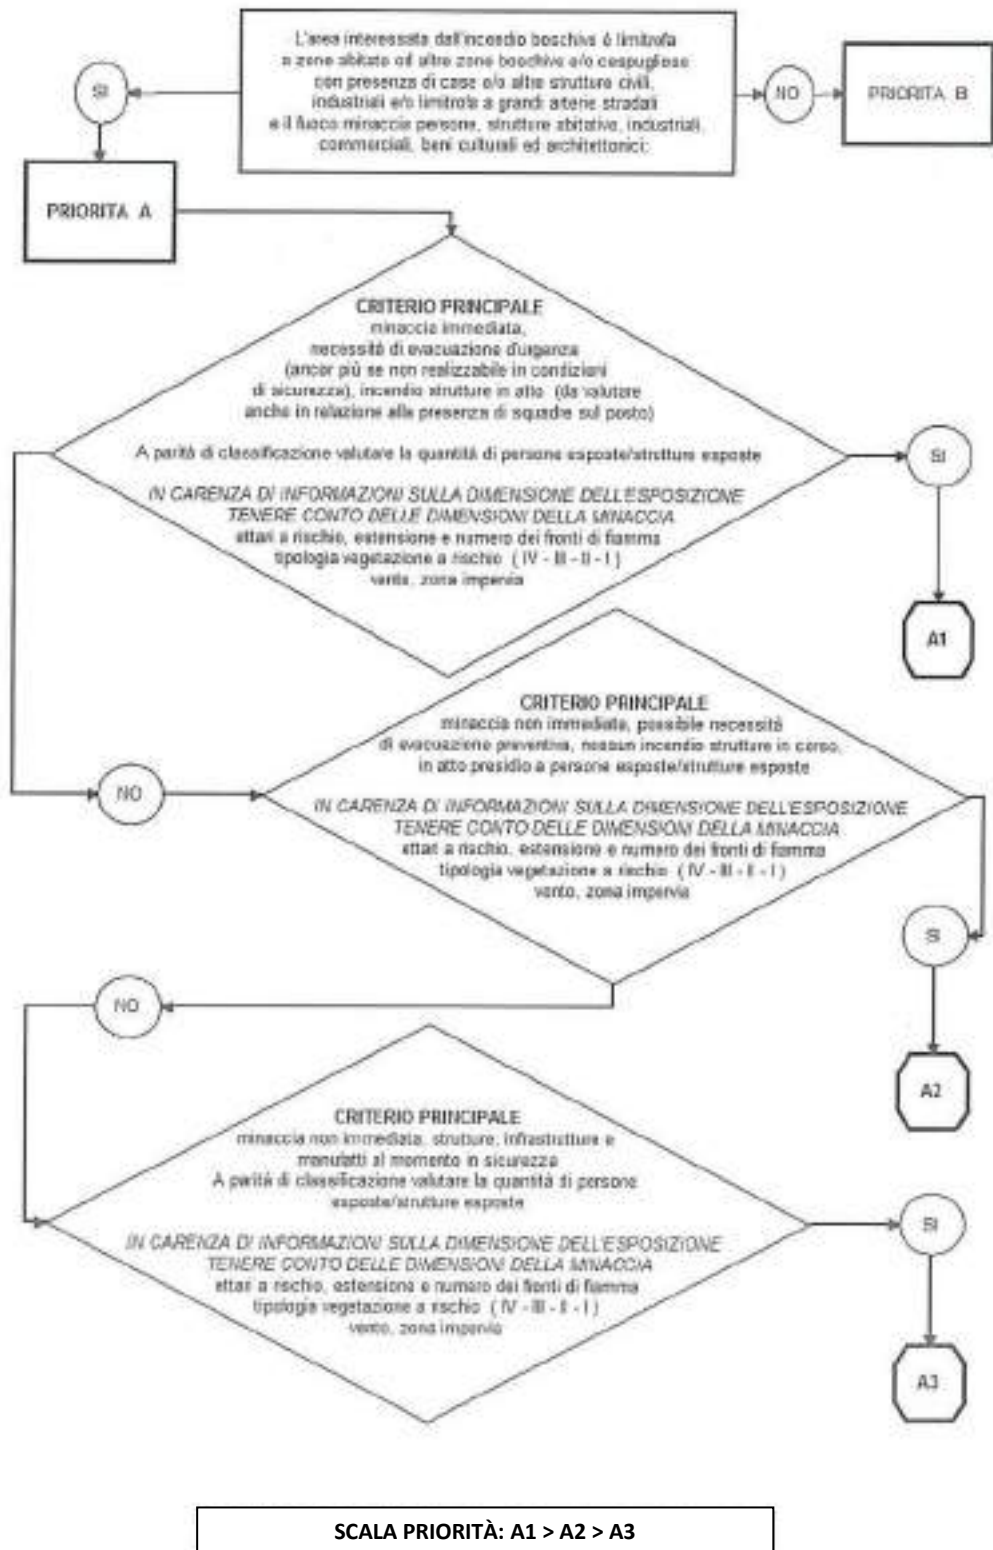 L'area interessata dall'incendio boschivo è limitrofa
a zone abitate od altre zone boschive e/o cespugliose
con presenza di case e/o altre strutture civili,
industriali e/o limitrofa a grandi arterie stradali
e il fuoco minaccia persone, strutture abitative, industriali,
commerciali, beni culturali ed architettonici:
SI
NO
PRIORITA B
PRIORITA A
CRITERIO PRINCIPALE
minaccia immediata,
necessità di evacuazione d'urgenza
(ancor più se non realizzabile in condizioni
di sicurezza), incendio strutture in atto (da valutare
anche in relazione alla presenza di squadre sul posto)
A parità di classificazione valutare la quantità di persone esposte/strutture esposte
IN CARENZA DI INFORMAZIONI SULLA DIMENSIONE DELL'ESPOSIZIONE
TENERE CONTO DELLE DIMENSIONI DELLA MINACCIA
ettari a rischio, estensione e numero dei fronti di fiamma
tipologia vegetazione a rischio ( IV - III - II - I )
vento, zona impervia
SI
A1
CRITERIO PRINCIPALE
minaccia non immediata, possibile necessità
di evacuazione preventiva, nessun incendio strutture in corso,
in atto presidio a persone esposte/strutture esposte
IN CARENZA DI INFORMAZIONI SULLA DIMENSIONE DELL'ESPOSIZIONE
TENERE CONTO DELLE DIMENSIONI DELLA MINACCIA
ettari a rischio, estensione e numero dei fronti di fiamma
tipologia vegetazione a rischio ( IV - III - II - I )
vento, zona impervia
NO
SI
A2
NO
CRITERIO PRINCIPALE
minaccia non immediata, strutture, infrastrutture e
manufatti al momento in sicurezza
A parità di classificazione valutare la quantità di persone
esposte/strutture esposte
IN CARENZA DI INFORMAZIONI SULLA DIMENSIONE DELL'ESPOSIZIONE
TENERE CONTO DELLE DIMENSIONI DELLA MINACCIA
ettari a rischio, estensione e numero dei fronti di fiamma
tipologia vegetazione a rischio ( IV - III - II - I )
vento, zona impervia
SI
A3
SCALA PRIORITÀ: A1 > A2 > A3